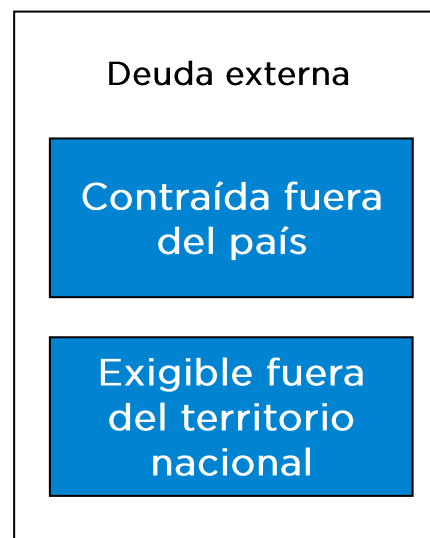 Deuda externa
Contraída fuera
del país
Exigible fuera
del territorio
nacional